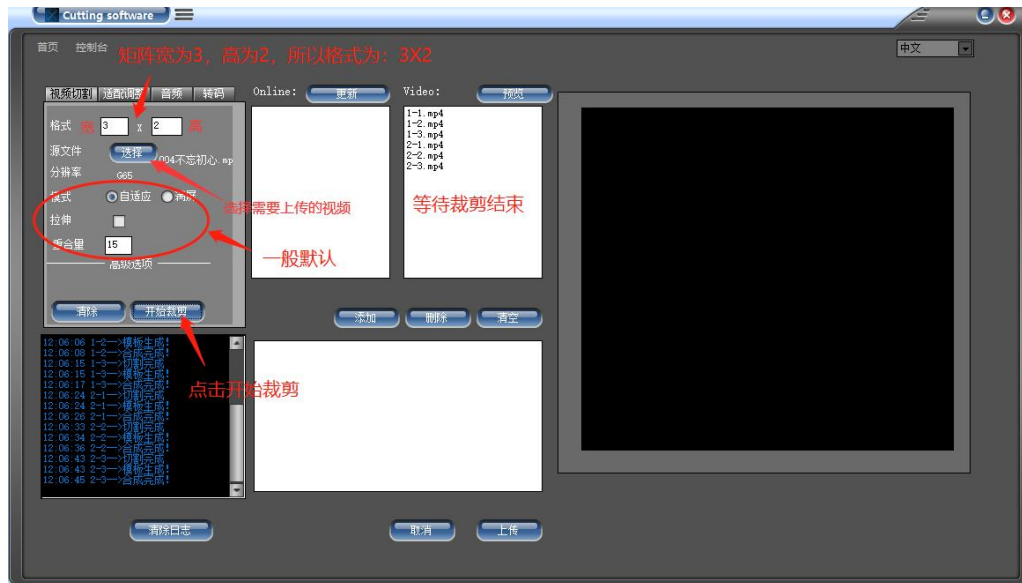 Cutting software
首页 控制台
矩阵宽为3，高为2，所以格式为：3X2
中文
视频切割 适配调整 音频 转码
Online: 更新
Video: 预览
格式 宽 3 x 2 高
源文件 选择 004不忘初心.mp
分辨率 G65
模式 自适应 满屏
拉伸
重合量 15
高级选项
清除 开始裁剪
选择需要上传的视频
一般默认
1-1.mp4
1-2.mp4
1-3.mp4
2-1.mp4
2-2.mp4
2-3.mp4
等待裁剪结束
添加 删除 清空
12:06:06 1-2—>模板生成!
12:06:08 1-2—>合成完成!
12:06:15 1-3—>切割完成
12:06:15 1-3—>模板生成!
12:06:17 1-3—>合成完成!
12:06:24 2-1—>切割完成
12:06:24 2-1—>模板生成!
12:06:26 2-1—>合成完成!
12:06:33 2-2—>切割完成
12:06:34 2-2—>模板生成!
12:06:36 2-2—>合成完成!
12:06:43 2-3—>切割完成
12:06:43 2-3—>模板生成!
12:06:45 2-3—>合成完成!
点击开始裁剪
清除日志
取消 上传